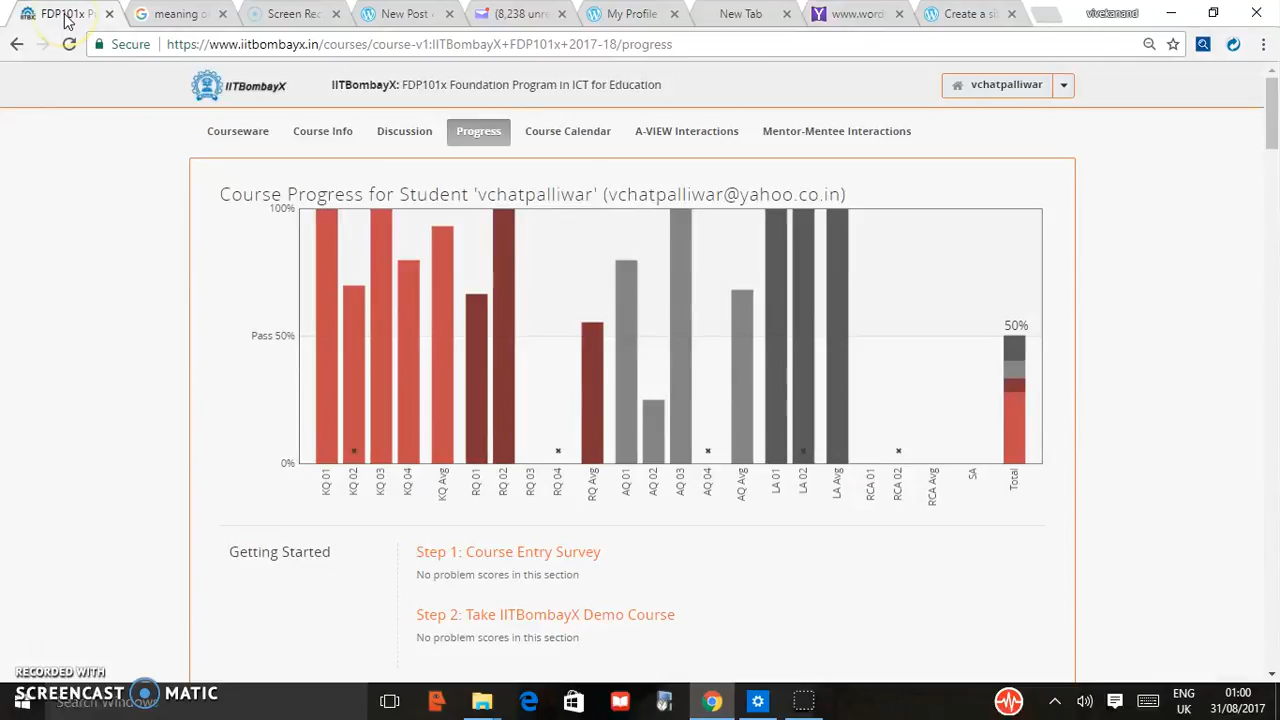 FDP101x P
meaning o
Screen Rec
New Post
(8,238 unre
My Profile
New Tab
www.word
Create a si
vivekanand
Secure
https://www.iitbombayx.in/courses/course-v1:IITBombayX+FDP101x+2017-18/progress
IITBombayX
IITBombayX: FDP101x Foundation Program in ICT for Education
vchatpalliwar
Courseware
Course Info
Discussion
Progress
Course Calendar
A-VIEW Interactions
Mentor-Mentee Interactions
Course Progress for Student 'vchatpalliwar' (vchatpalliwar@yahoo.co.in)
100%
Pass 50%
0%
50%
KQ 01
KQ 02
KQ 03
KQ 04
KQ Avg
RQ 01
RQ 02
RQ 03
RQ 04
RQ Avg
AQ 01
AQ 02
AQ 03
AQ 04
AQ Avg
LA 01
LA 02
LA Avg
RCA 01
RCA 02
RCA Avg
SA
Total
Getting Started
Step 1: Course Entry Survey
No problem scores in this section
Step 2: Take IITBombayX Demo Course
No problem scores in this section
RECORDED WITH
SCREENCAST MATIC
Search Windows
ENG
UK
01:00
31/08/2017